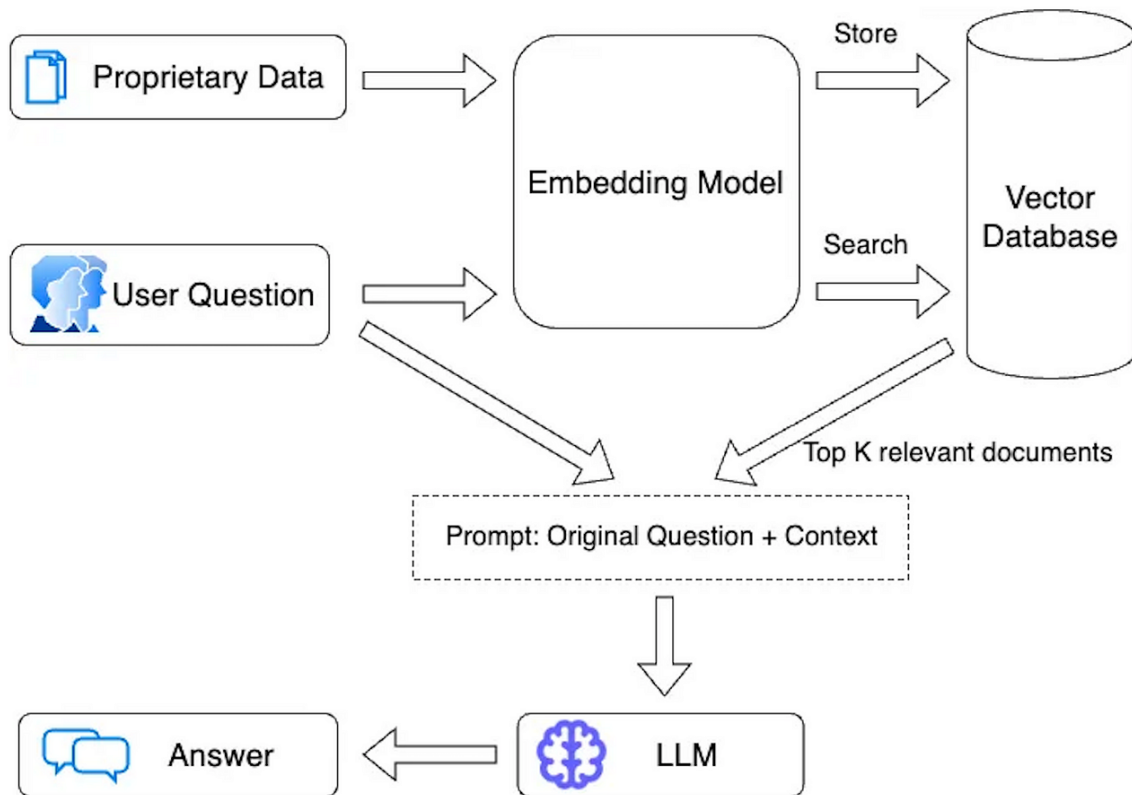 Proprietary Data
Store
Embedding Model
Vector
Database
User Question
Search
Top K relevant documents
Prompt: Original Question + Context
Answer
LLM